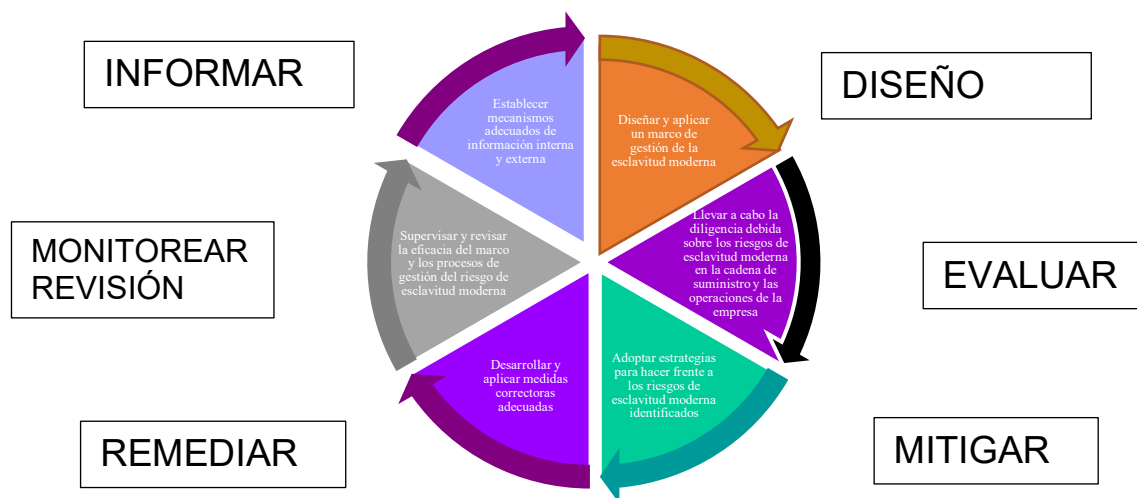 INFORMAR
DISEÑO
Establecer
mecanismos
adecuados de
información interna
y externa
Diseñar y aplicar
un marco de
gestión de la
esclavitud moderna
MONITOREAR
REVISIÓN
Supervisar y revisar
la eficacia del marco
y los procesos de
gestión del riesgo de
esclavitud moderna
Llevar a cabo la
diligencia debida
sobre los riesgos de
esclavitud moderna
en la cadena de
suministro y las
operaciones de la
empresa
EVALUAR
Desarrollar y
aplicar medidas
correctoras
adecuadas
Adoptar estrategias
para hacer frente a
los riesgos de
esclavitud moderna
identificados
REMEDIAR
MITIGAR